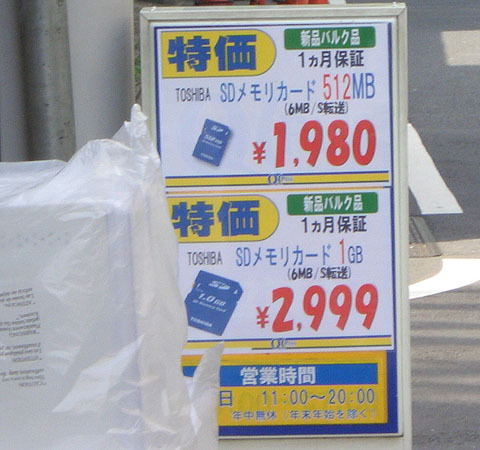 特価
新品バルク品
1ヵ月保証
TOSHIBA SDメモリカード 512MB
(6MB/S転送)
¥1,980
特価
新品バルク品
1ヵ月保証
TOSHIBA SDメモリカード 1GB
(6MB/S転送)
1.0GB
TOSHIBA
¥2,999
営業時間
日 11:00～20:00
年中無休(年末年始を除く)